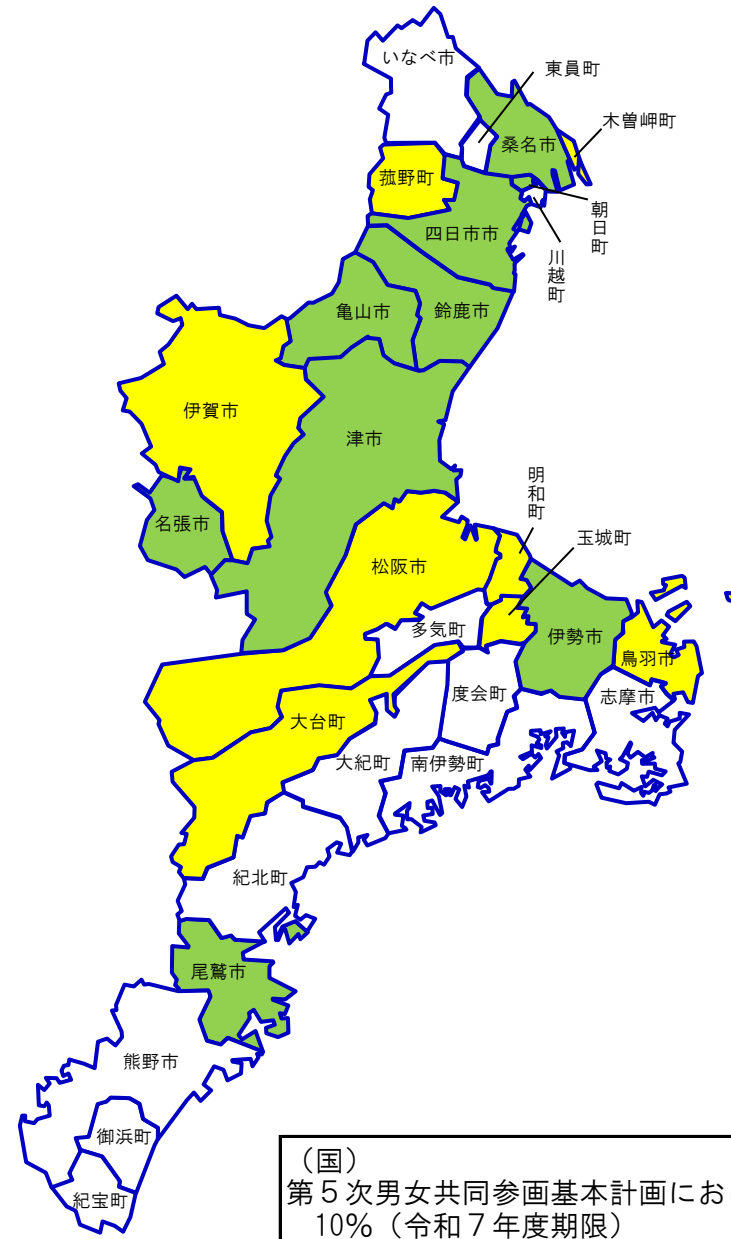 いなべ市
東員町
木曽岬町
桑名市
菰野町
朝日町
四日市市
川越町
亀山市
鈴鹿市
伊賀市
津市
明和町
名張市
玉城町
松阪市
多気町
伊勢市
鳥羽市
度会町
志摩市
大台町
大紀町
南伊勢町
紀北町
尾鷲市
熊野市
御浜町
紀宝町
（国）
第５次男女共同参画基本計画にお
10%（令和７年度期限）